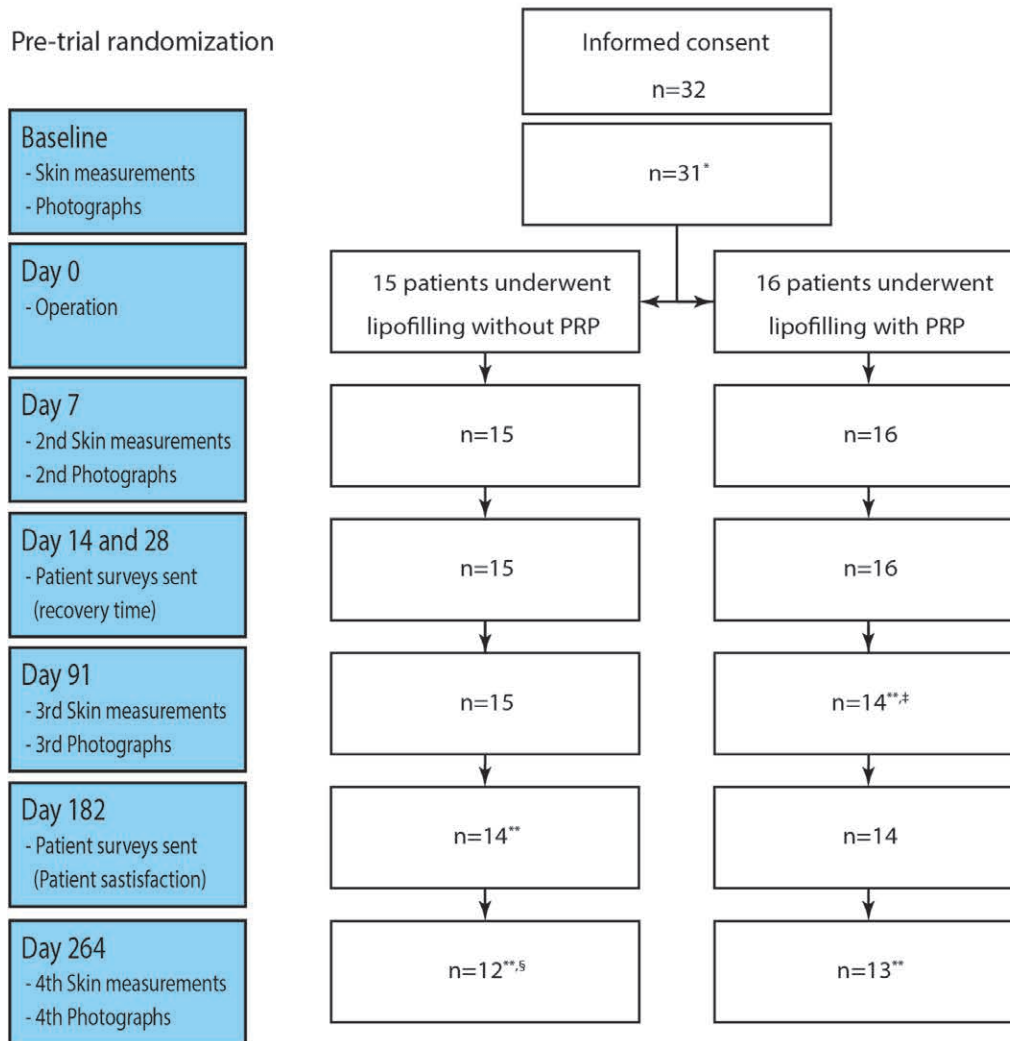 Pre-trial randomization
Informed consent
n=32
Baseline
- Skin measurements
- Photographs
n=31*
Day 0
- Operation
15 patients underwent
lipofilling without PRP
16 patients underwent
lipofilling with PRP
Day 7
- 2nd Skin measurements
- 2nd Photographs
n=15
n=16
Day 14 and 28
- Patient surveys sent
(recovery time)
n=15
n=16
Day 91
- 3rd Skin measurements
- 3rd Photographs
n=15
n=14**,‡
Day 182
- Patient surveys sent
(Patient sastisfaction)
n=14**
n=14
Day 264
- 4th Skin measurements
- 4th Photographs
n=12**,§
n=13**